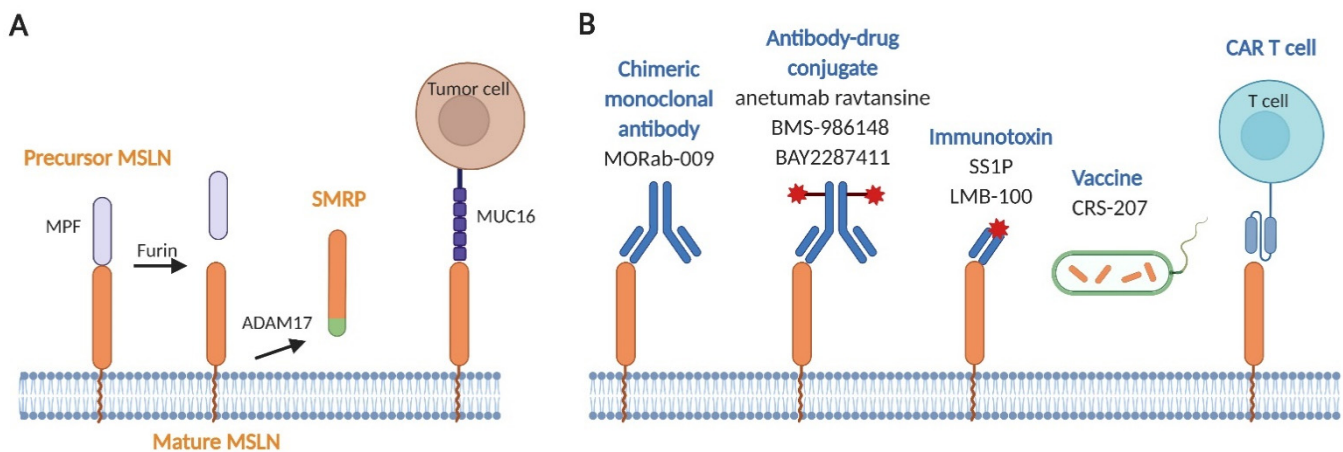 A
Precursor MSLN
MPF
Furin
SMRP
ADAM17
Mature MSLN
Tumor cell
MUC16
B
Chimeric
monoclonal
antibody
MORab-009
Antibody-drug
conjugate
anetumab ravtansine
BMS-986148
BAY2287411
Immunotoxin
SS1P
LMB-100
Vaccine
CRS-207
CAR T cell
T cell